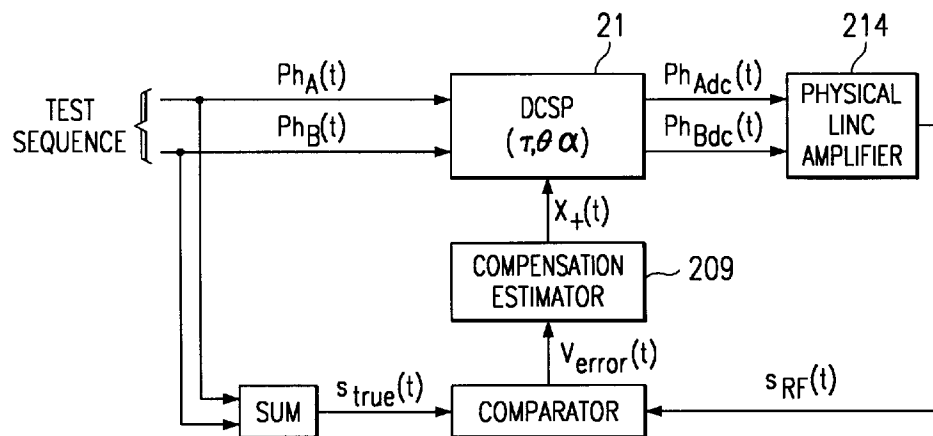 21
214
Ph_A(t)
Ph_Adc(t)
TEST
SEQUENCE
DCSP
(τ,θ α)
PHYSICAL
LINC
AMPLIFIER
Ph_B(t)
Ph_Bdc(t)
X_+(t)
COMPENSATION
ESTIMATOR
209
V_error(t)
s_true(t)
s_RF(t)
SUM
COMPARATOR